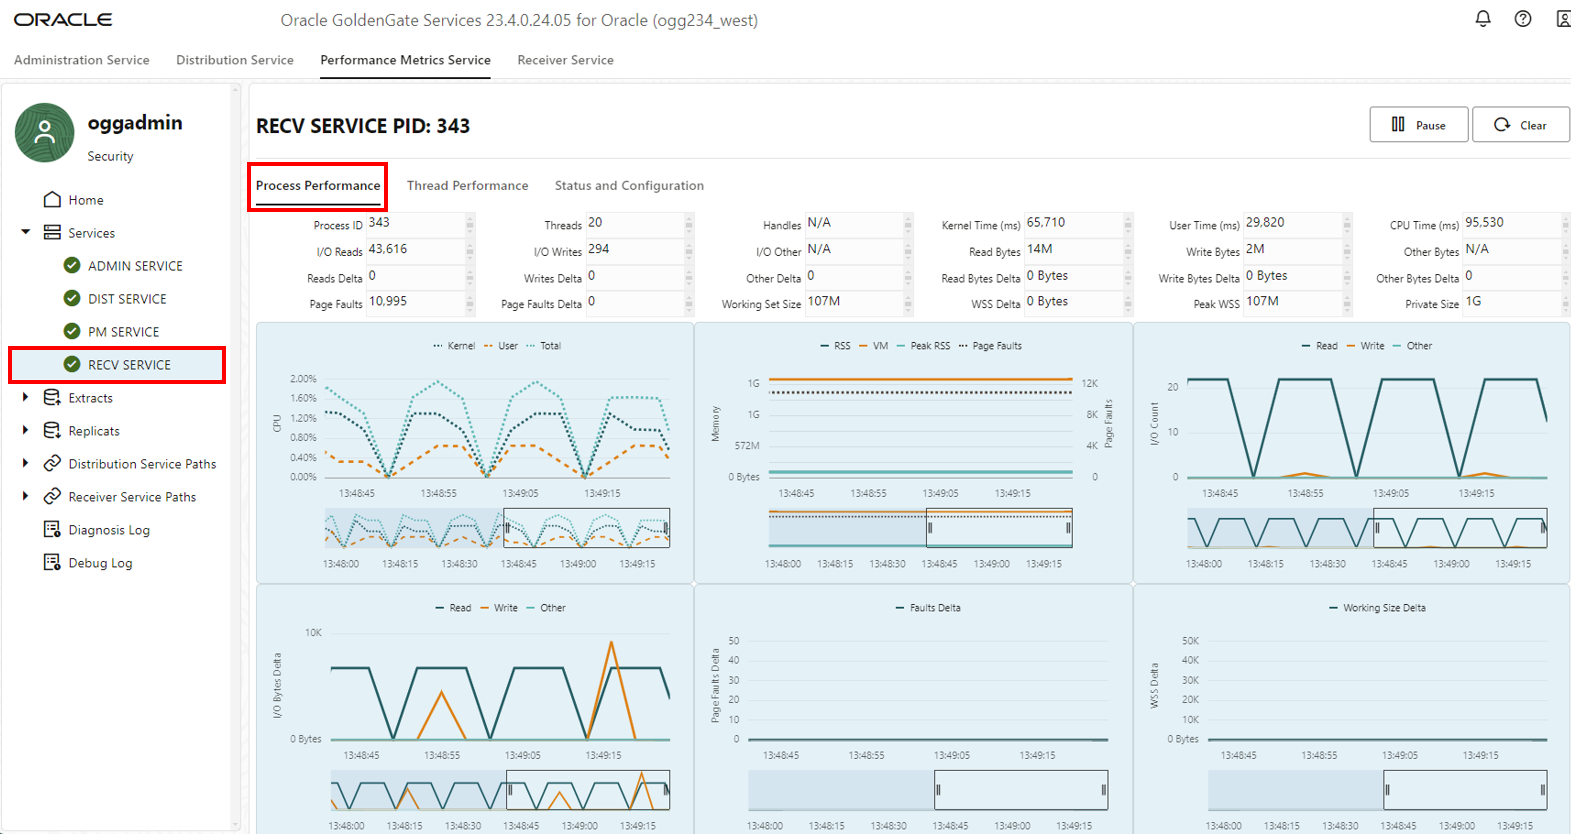 ORACLE
Oracle GoldenGate Services 23.4.0.24.05 for Oracle (ogg234_west)
Administration Service
Distribution Service
Performance Metrics Service
Receiver Service
oggadmin
Security
Home
Services
ADMIN SERVICE
DIST SERVICE
PM SERVICE
RECV SERVICE
Extracts
Replicats
Distribution Service Paths
Receiver Service Paths
Diagnosis Log
Debug Log
RECV SERVICE PID: 343
Pause
Clear
Process Performance
Thread Performance
Status and Configuration
Process ID 343 Threads 20 Handles N/A Kernel Time (ms) 65,710 User Time (ms) 29,820 CPU Time (ms) 95,530
I/O Reads 43,616 I/O Writes 294 I/O Other N/A Read Bytes 14M Write Bytes 2M Other Bytes N/A
Reads Delta 0 Writes Delta 0 Other Delta 0 Read Bytes Delta 0 Bytes Write Bytes Delta 0 Bytes Other Bytes Delta 0
Page Faults 10,995 Page Faults Delta 0 Working Set Size 107M WSS Delta 0 Bytes Peak WSS 107M Private Size 1G
Kernel User Total
CPU
2.00%
1.60%
1.20%
0.80%
0.40%
0.00%
13:48:45 13:48:55 13:49:05 13:49:15
13:48:00 13:48:15 13:48:30 13:48:45 13:49:00 13:49:15
RSS VM Peak RSS Page Faults
Memory
1G
1G
572M
0 Bytes
12K
8K
4K
0
Page Faults
13:48:45 13:48:55 13:49:05 13:49:15
13:48:00 13:48:15 13:48:30 13:48:45 13:49:00 13:49:15
Read Write Other
I/O Count
20
10
0
13:48:45 13:48:55 13:49:05 13:49:15
13:48:00 13:48:15 13:48:30 13:48:45 13:49:00 13:49:15
Read Write Other
I/O Bytes Delta
10K
0 Bytes
13:48:45 13:48:55 13:49:05 13:49:15
13:48:00 13:48:15 13:48:30 13:48:45 13:49:00 13:49:15
Faults Delta
Page Faults Delta
50
40
30
20
10
0
13:48:45 13:48:55 13:49:05 13:49:15
13:48:00 13:48:15 13:48:30 13:48:45 13:49:00 13:49:15
Working Size Delta
WSS Delta
50K
40K
30K
20K
10K
0 Bytes
13:48:45 13:48:55 13:49:05 13:49:15
13:48:00 13:48:15 13:48:30 13:48:45 13:49:00 13:49:15